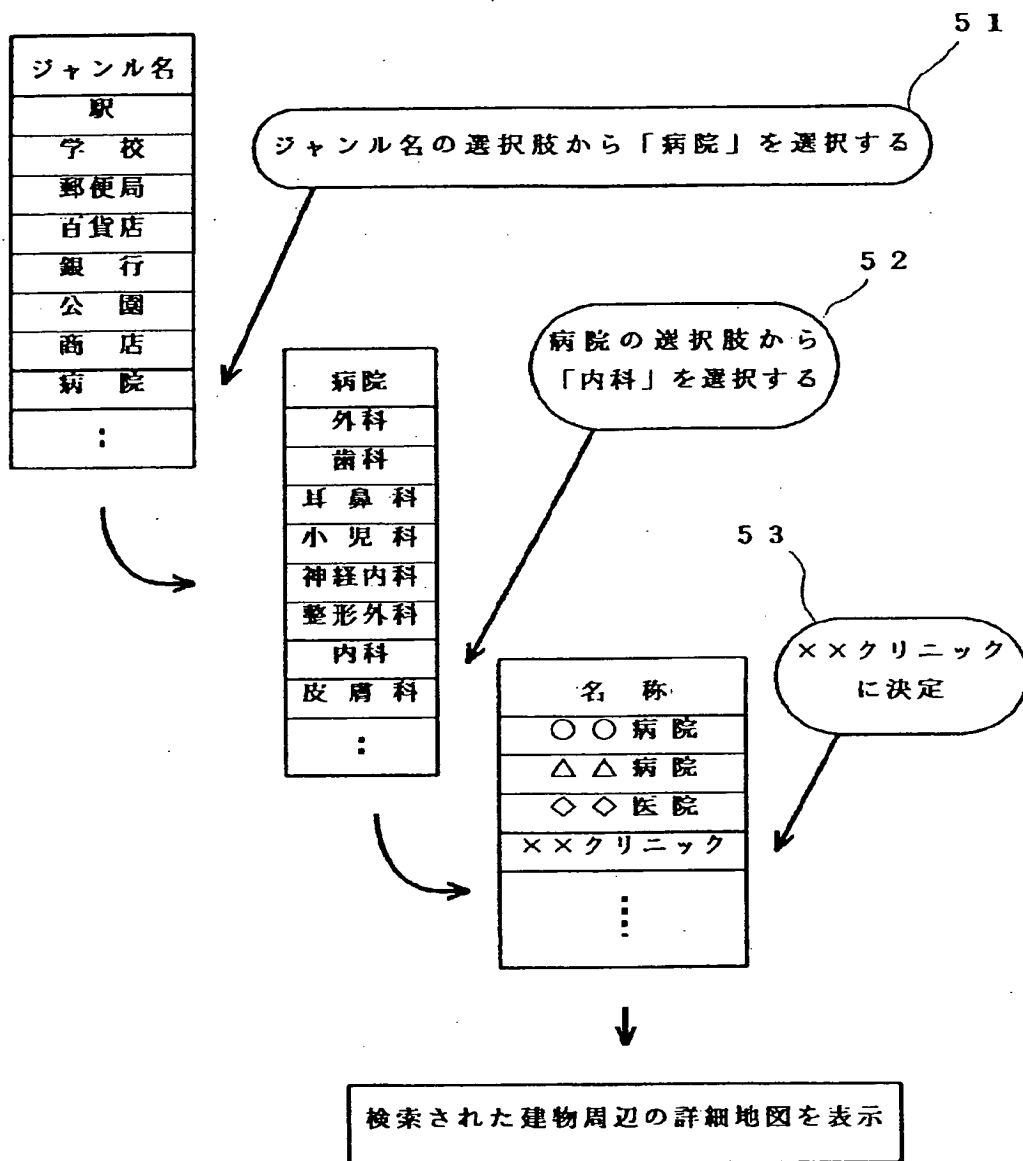 51
ジャンル名
駅
学校
郵便局
百貨店
銀行
公園
商店
病院
:
ジャンル名の選択肢から「病院」を選択する
52
病院の選択肢から
「内科」を選択する
病院
外科
歯科
耳鼻科
小児科
神経内科
整形外科
内科
皮膚科
:
53
××クリニック
に決定
名称
○○病院
△△病院
◇◇医院
××クリニック
⋮
検索された建物周辺の詳細地図を表示